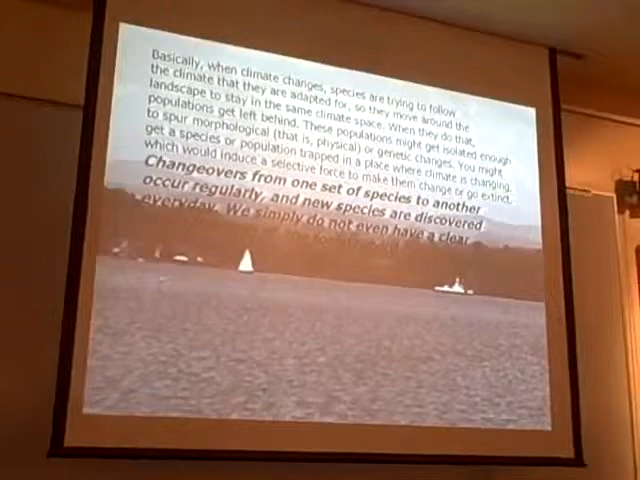 Basically, when climate changes, species are trying to follow
the climate that they are adapted for, so they move around the
landscape to stay in the same climate space. When they do that,
populations get left behind. These populations might get isolated enough
to spur morphological (that is, physical) or genetic changes. You might
get a species or population trapped in a place where climate is changing,
which would induce a selective force to make them change or go extinct.
Changeovers from one set of species to another
occur regularly, and new species are discovered
everyday. We simply do not even have a clear